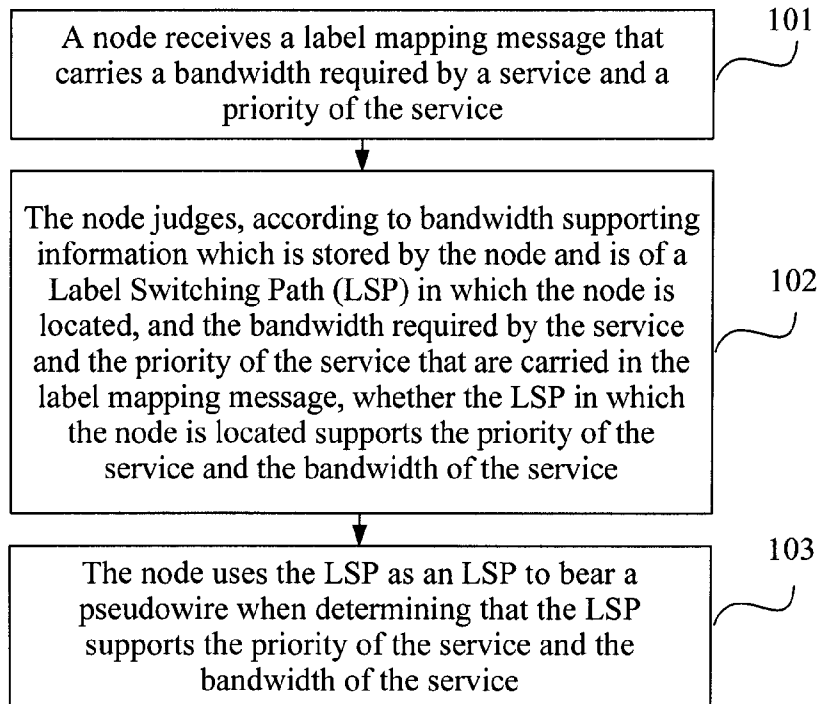 A node receives a label mapping message that
carries a bandwidth required by a service and a
priority of the service
101
The node judges, according to bandwidth supporting
information which is stored by the node and is of a
Label Switching Path (LSP) in which the node is
located, and the bandwidth required by the service
and the priority of the service that are carried in the
label mapping message, whether the LSP in which
the node is located supports the priority of the
service and the bandwidth of the service
102
The node uses the LSP as an LSP to bear a
pseudowire when determining that the LSP
supports the priority of the service and the
bandwidth of the service
103